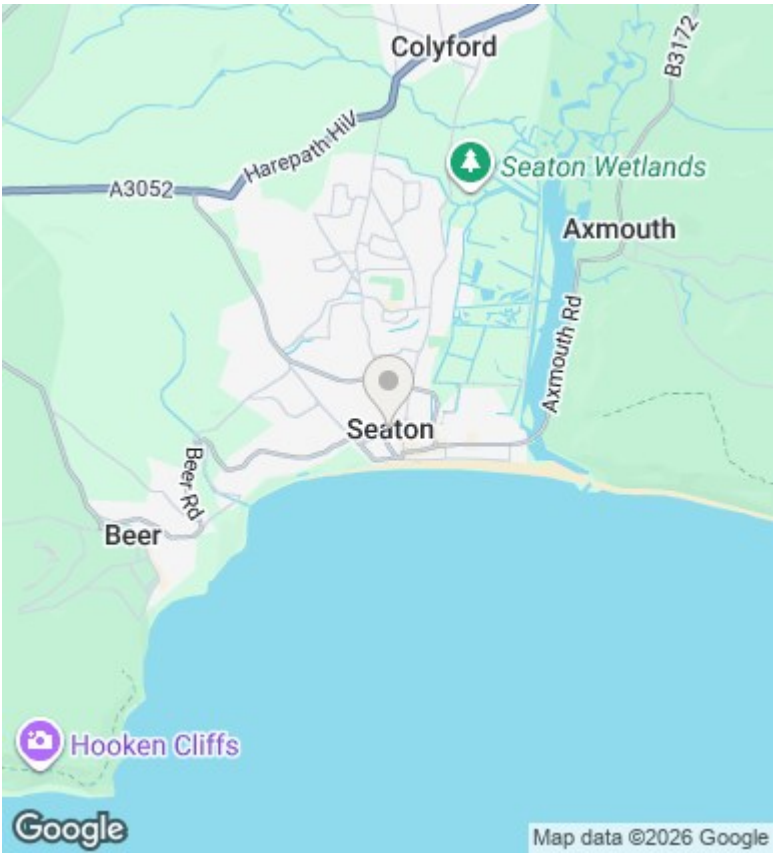 Colyford
B3172
Harepath Hill
Seaton Wetlands
A3052
Axmouth
Axmouth Rd
Seaton
Beer Rd
Beer
Hooken Cliffs
Google
Map data ©2026 Google